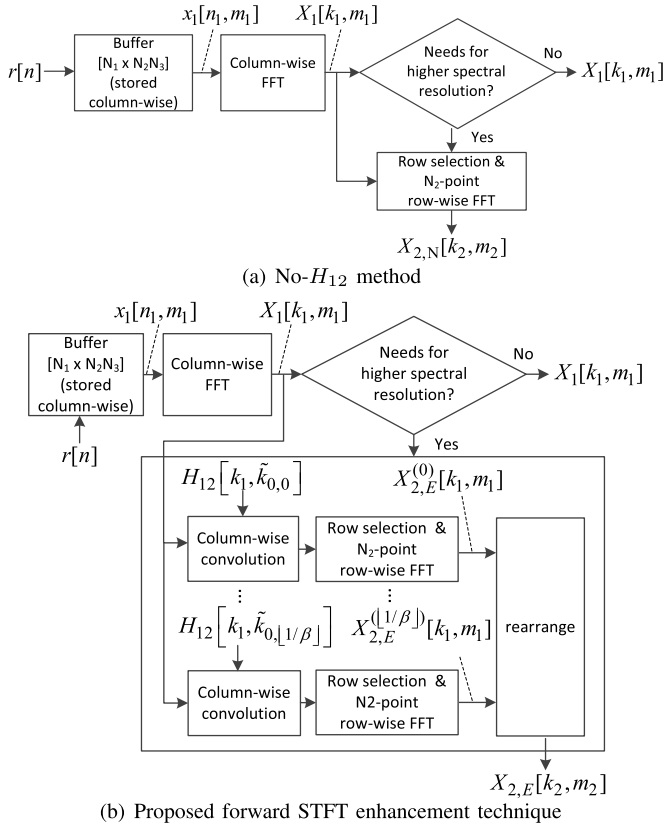 x₁[n₁,m₁]
X₁[k₁,m₁]
r[n]
Buffer
[N₁ x N₂N₃]
(stored
column-wise)
Column-wise
FFT
Needs for
higher spectral
resolution?
No
X₁[k₁,m₁]
Yes
Row selection &
N₂-point
row-wise FFT
X₂,N[k₂,m₂]
(a) No-H₁₂ method
x₁[n₁,m₁]
X₁[k₁,m₁]
Buffer
[N₁ x N₂N₃]
(stored
column-wise)
r[n]
Column-wise
FFT
Needs for
higher spectral
resolution?
No
X₁[k₁,m₁]
Yes
H₁₂[k₁,k̃₀,₀]
X₂,E⁽⁰⁾[k₁,m₁]
Column-wise
convolution
Row selection &
N₂-point
row-wise FFT
⋮
⋮
H₁₂[k₁,k̃₀,⌊1/β⌋]
X₂,E^(⌊1/β⌋)[k₁,m₁]
Column-wise
convolution
Row selection &
N2-point
row-wise FFT
rearrange
X₂,E[k₂,m₂]
(b) Proposed forward STFT enhancement technique